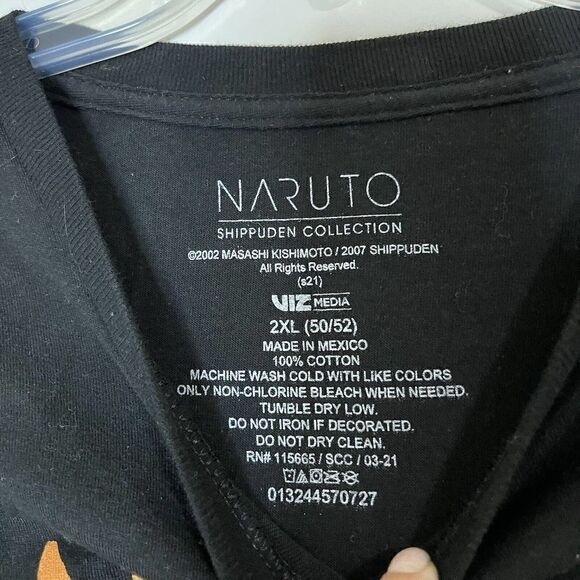 NARUTO
SHIPPUDEN COLLECTION
©2002 MASASHI KISHIMOTO / 2007 SHIPPUDEN
All Rights Reserved.
(s21)
VIZ MEDIA
2XL (50/52)
MADE IN MEXICO
100% COTTON
MACHINE WASH COLD WITH LIKE COLORS
ONLY NON-CHLORINE BLEACH WHEN NEEDED.
TUMBLE DRY LOW.
DO NOT IRON IF DECORATED.
DO NOT DRY CLEAN.
RN# 115665 / SCC / 03-21
013244570727